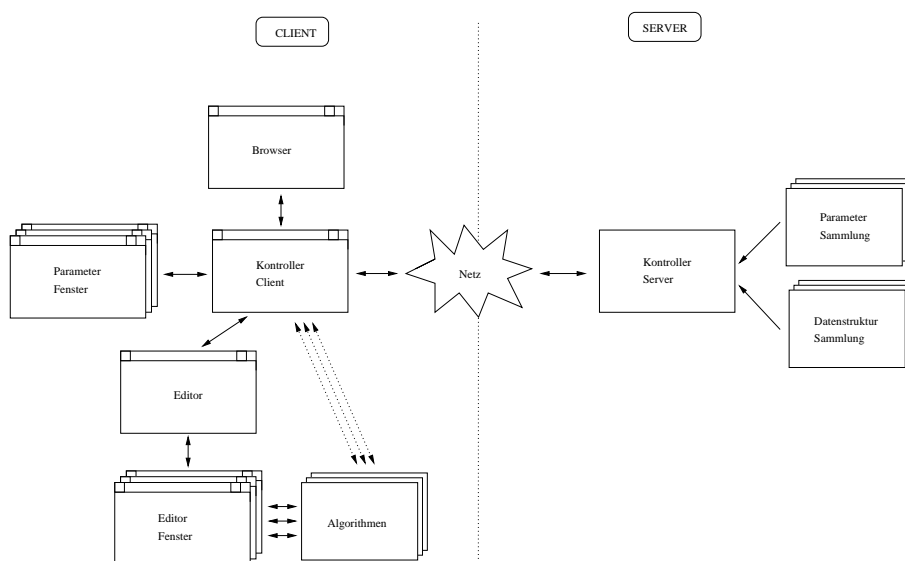 CLIENT
SERVER
Browser
Parameter
Fenster
Kontroller
Client
Netz
Kontroller
Server
Parameter
Sammlung
Datenstruktur
Sammlung
Editor
Editor
Fenster
Algorithmen